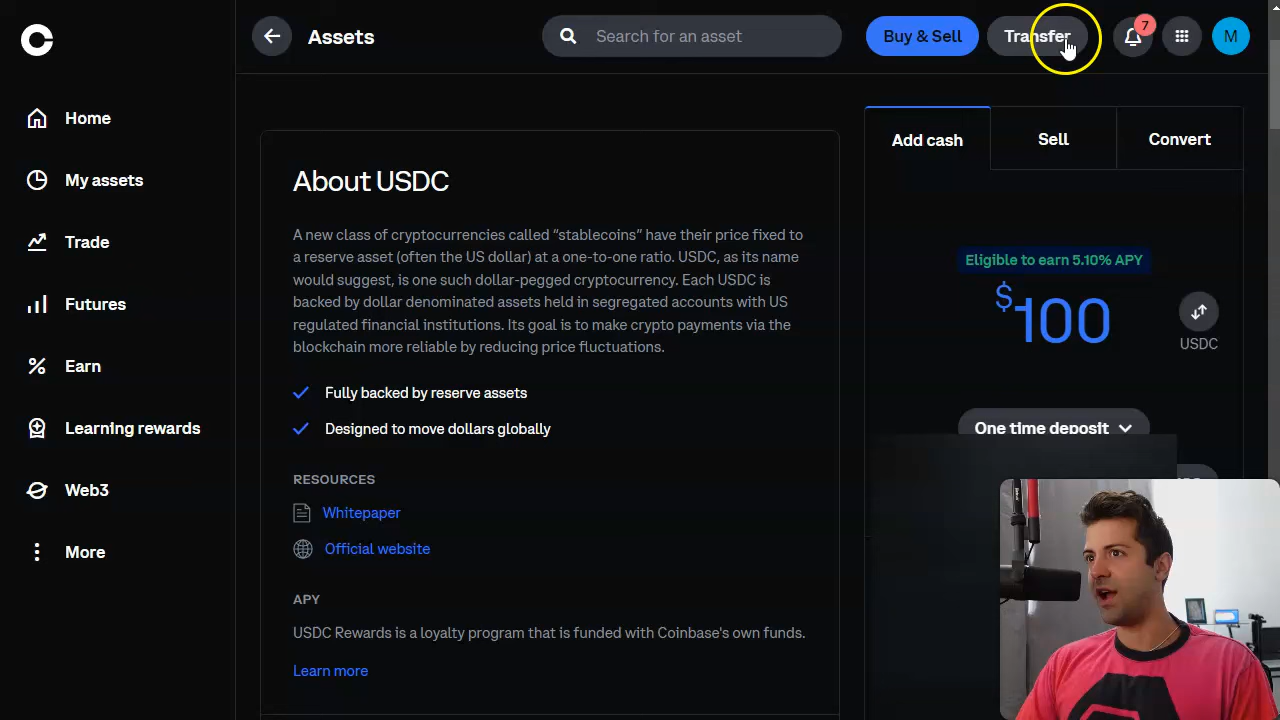 Assets
Search for an asset
Buy & Sell
Transfer
7
M
Home
My assets
Trade
Futures
Earn
Learning rewards
Web3
More
About USDC
A new class of cryptocurrencies called “stablecoins” have their price fixed to
a reserve asset (often the US dollar) at a one-to-one ratio. USDC, as its name
would suggest, is one such dollar-pegged cryptocurrency. Each USDC is
backed by dollar denominated assets held in segregated accounts with US
regulated financial institutions. Its goal is to make crypto payments via the
blockchain more reliable by reducing price fluctuations.
Fully backed by reserve assets
Designed to move dollars globally
RESOURCES
Whitepaper
Official website
APY
USDC Rewards is a loyalty program that is funded with Coinbase's own funds.
Learn more
Add cash
Sell
Convert
Eligible to earn 5.10% APY
$100
USDC
One time deposit